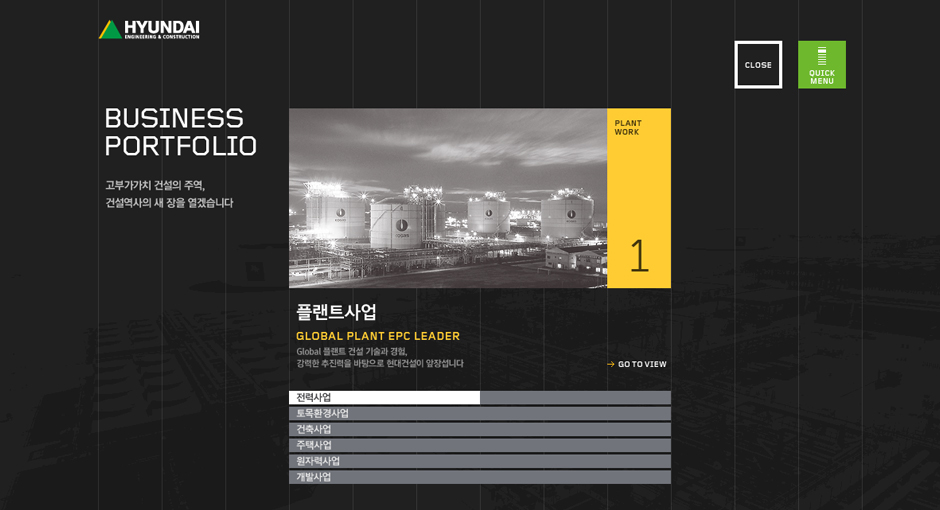 HYUNDAI
ENGINEERING & CONSTRUCTION
CLOSE
QUICK
MENU
BUSINESS
PORTFOLIO
고부가가치 건설의 주역,
건설역사의 새 장을 열겠습니다
PLANT
WORK
1
플랜트사업
GLOBAL PLANT EPC LEADER
Global 플랜트 건설 기술과 경험,
강력한 추진력을 바탕으로 현대건설이 앞장섭니다
→ GO TO VIEW
전력사업
토목환경사업
건축사업
주택사업
원자력사업
개발사업